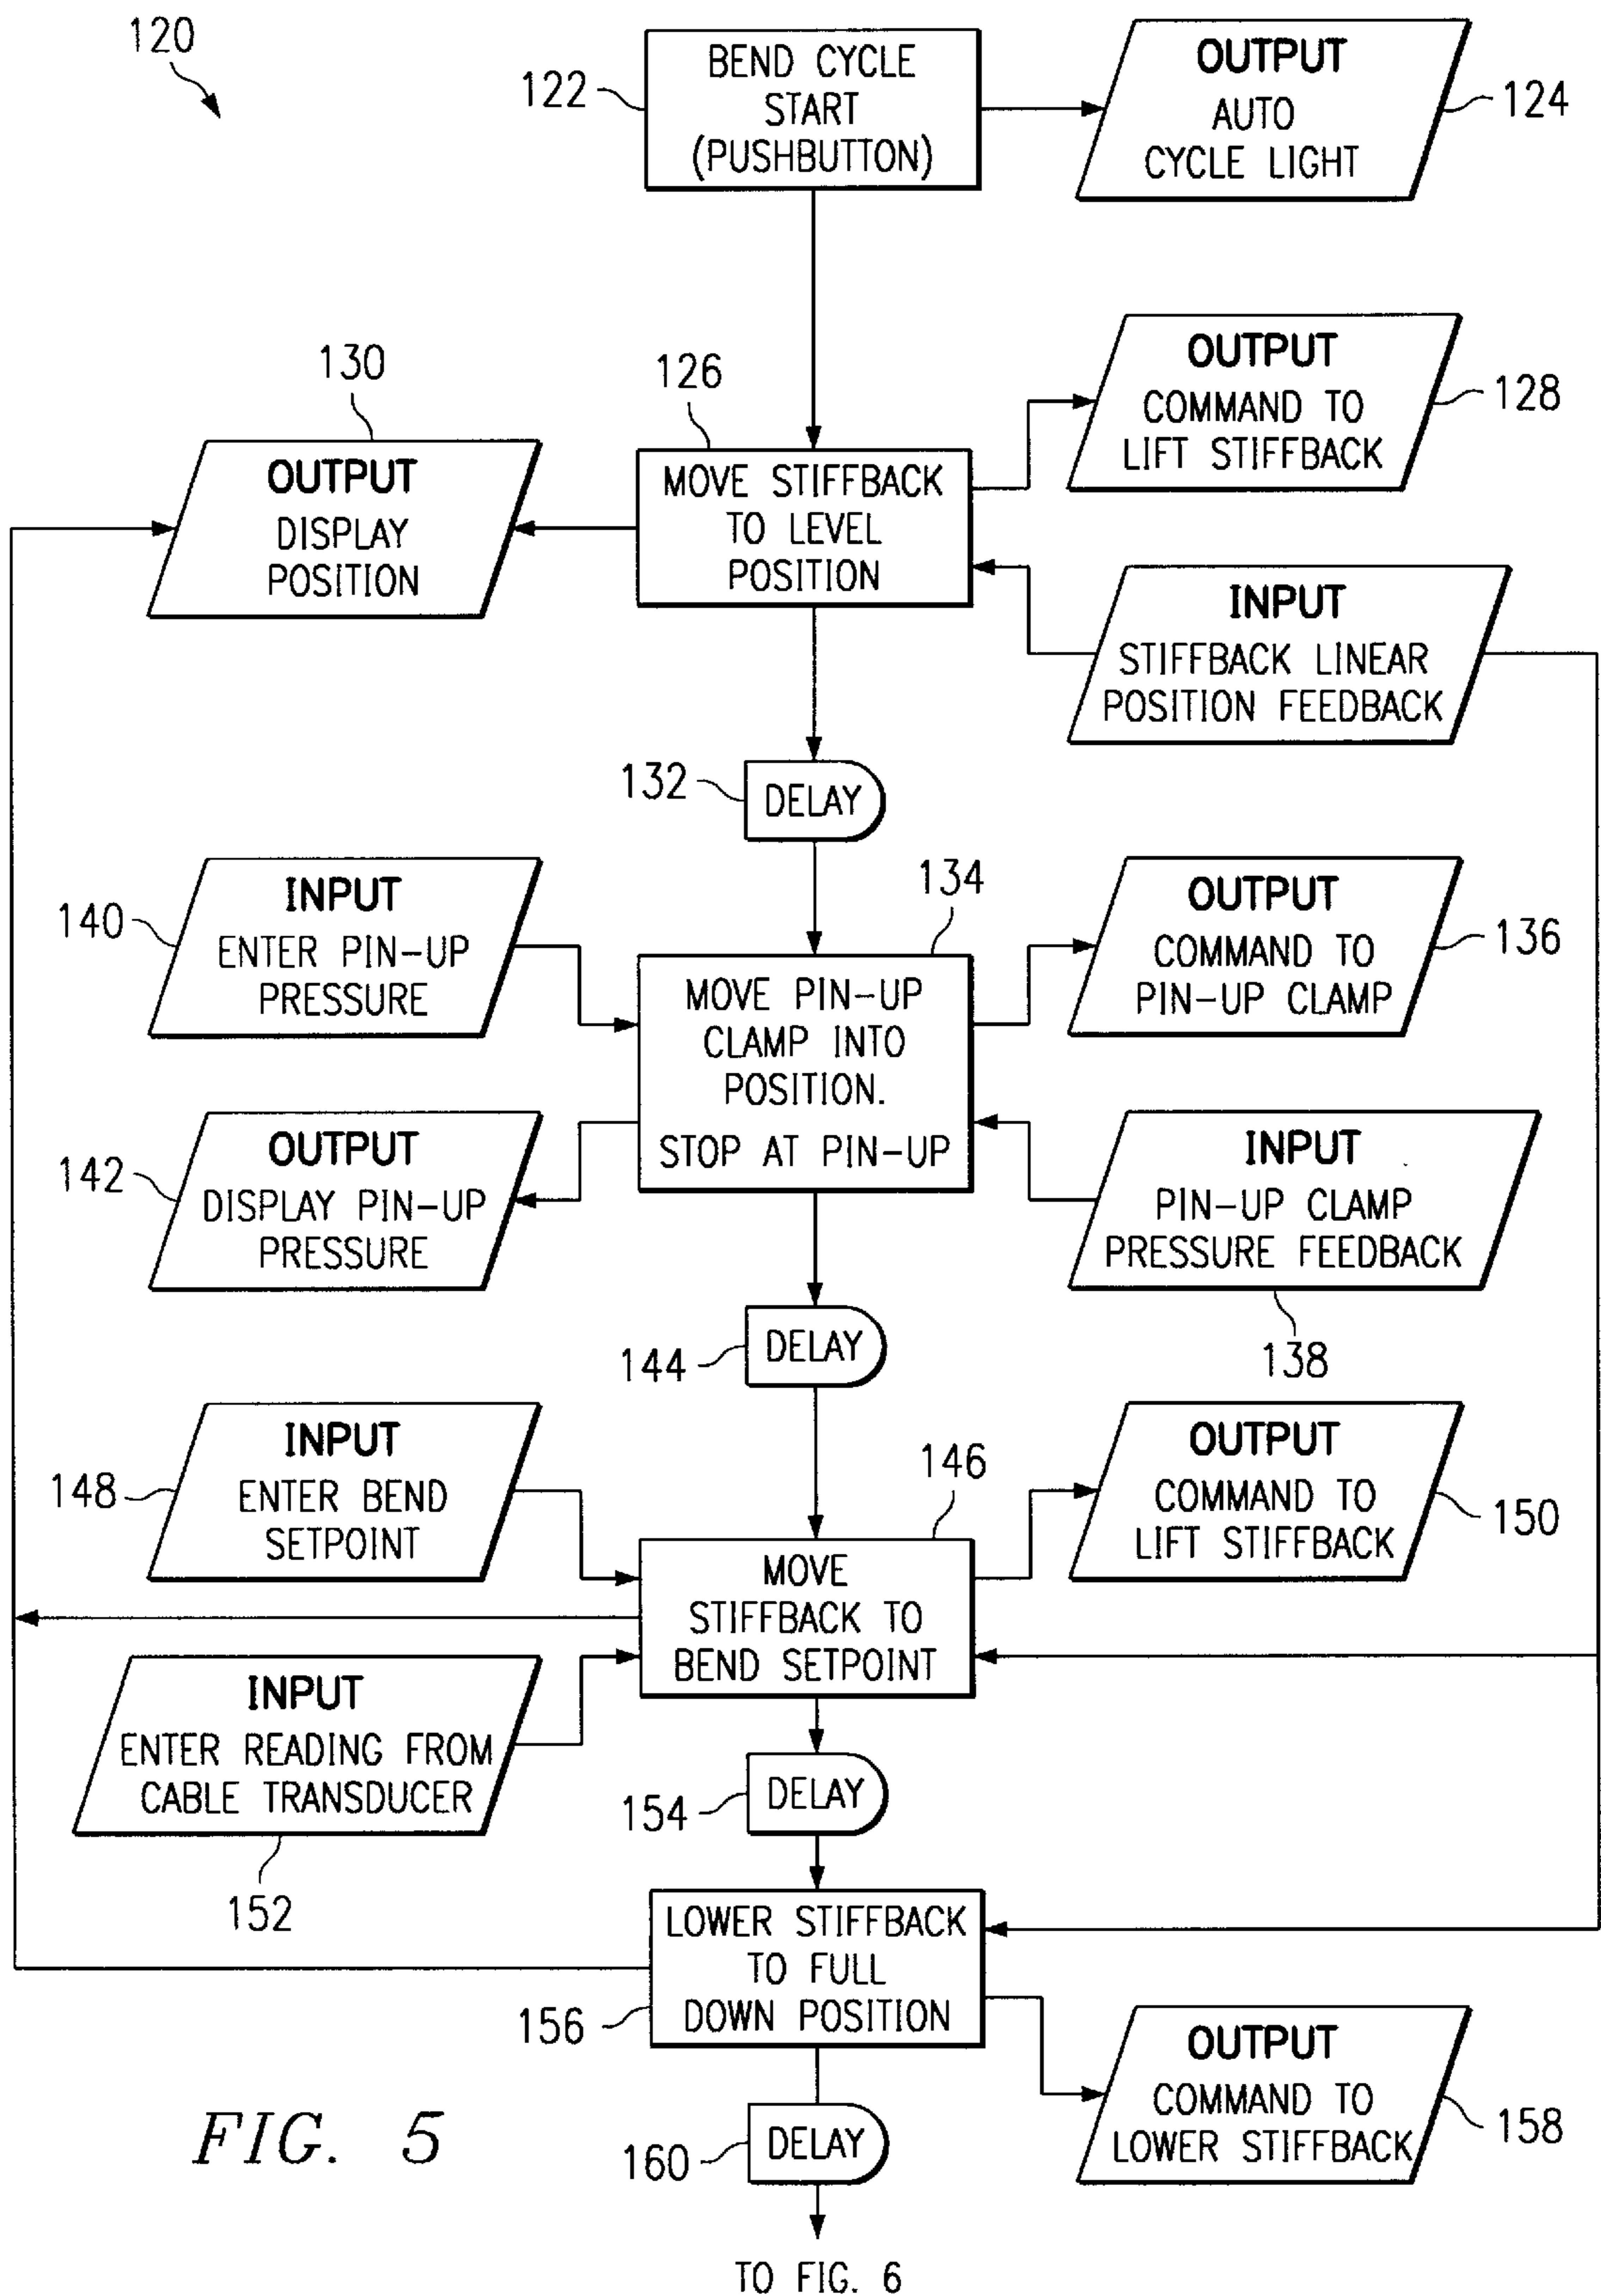 120
122
BEND CYCLE
START
(PUSHBUTTON)
OUTPUT
AUTO
CYCLE LIGHT
124
130
OUTPUT
DISPLAY
POSITION
126
MOVE STIFFBACK
TO LEVEL
POSITION
OUTPUT
COMMAND TO
LIFT STIFFBACK
128
INPUT
STIFFBACK LINEAR
POSITION FEEDBACK
132
DELAY
140
INPUT
ENTER PIN-UP
PRESSURE
134
MOVE PIN-UP
CLAMP INTO
POSITION.
STOP AT PIN-UP
OUTPUT
COMMAND TO
PIN-UP CLAMP
136
142
OUTPUT
DISPLAY PIN-UP
PRESSURE
INPUT
PIN-UP CLAMP
PRESSURE FEEDBACK
138
144
DELAY
148
INPUT
ENTER BEND
SETPOINT
146
MOVE
STIFFBACK TO
BEND SETPOINT
OUTPUT
COMMAND TO
LIFT STIFFBACK
150
INPUT
ENTER READING FROM
CABLE TRANSDUCER
152
154
DELAY
156
LOWER STIFFBACK
TO FULL
DOWN POSITION
OUTPUT
COMMAND TO
LOWER STIFFBACK
158
160
DELAY
FIG. 5
TO FIG. 6